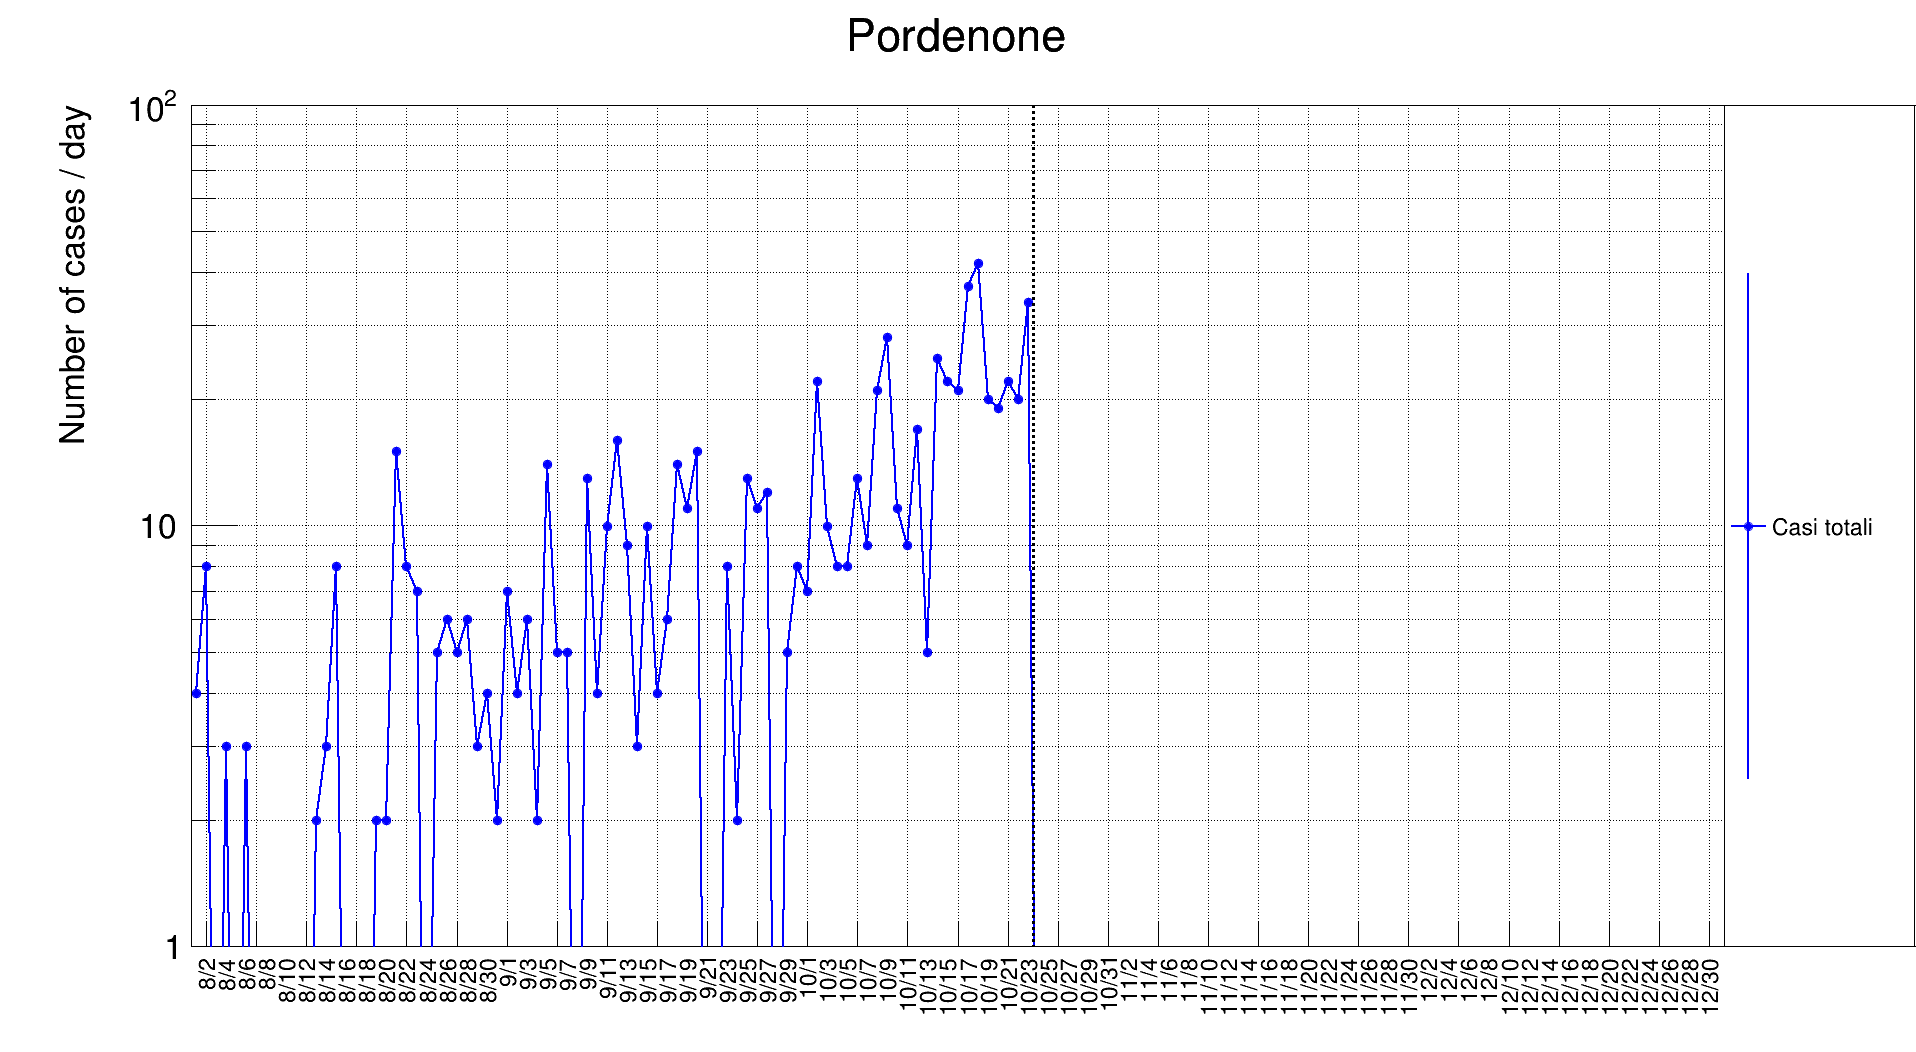 Pordenone
Number of cases / day
10²
10
1
8/2 8/4 8/6 8/8 8/10 8/12 8/14 8/16 8/18 8/20 8/22 8/24 8/26 8/28 8/30 9/1 9/3 9/5 9/7 9/9 9/11 9/13 9/15 9/17 9/19 9/21 9/23 9/25 9/27 9/29 10/1 10/3 10/5 10/7 10/9 10/11 10/13 10/15 10/17 10/19 10/21 10/23 10/25 10/27 10/29 10/31 11/2 11/4 11/6 11/8 11/10 11/12 11/14 11/16 11/18 11/20 11/22 11/24 11/26 11/28 11/30 12/2 12/4 12/6 12/8 12/10 12/12 12/14 12/16 12/18 12/20 12/22 12/24 12/26 12/28 12/30
Casi totali